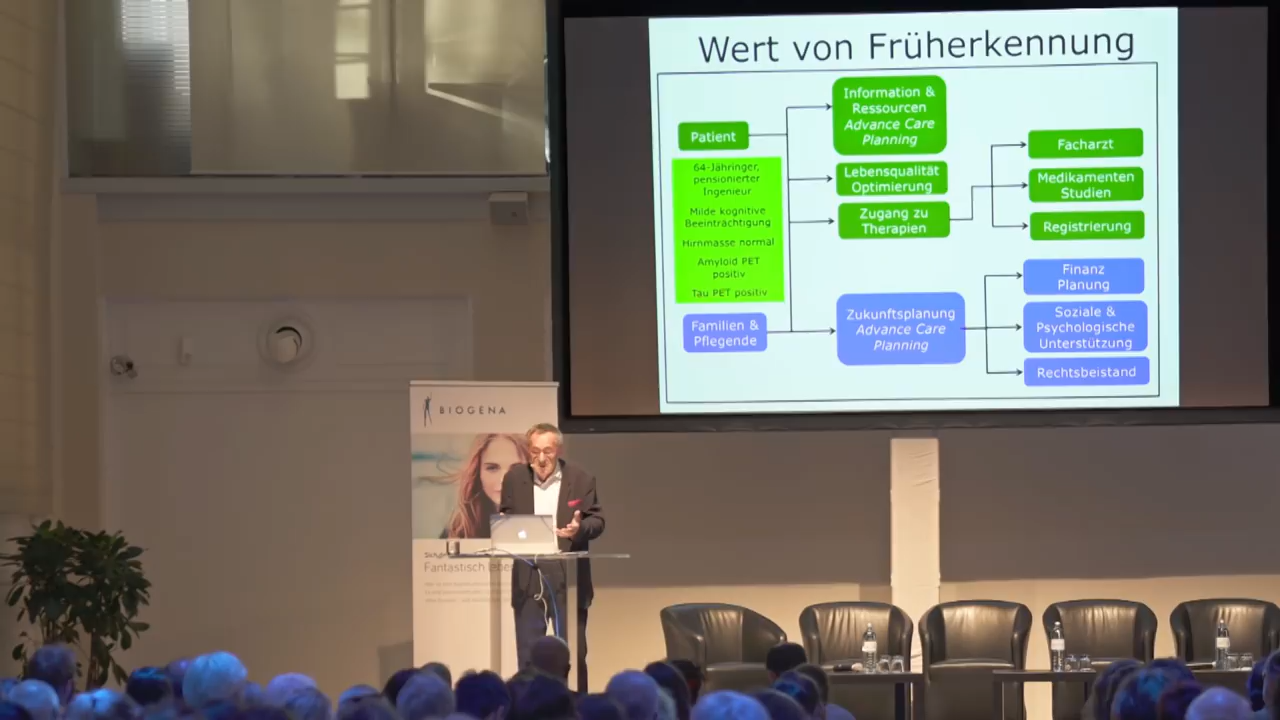 Wert von Früherkennung
Patient
64-Jähringer,
pensionierter
Ingenieur
Milde kognitive
Beeinträchtigung
Hirnmasse normal
Amyloid PET
positiv
Tau PET positiv
Familien &
Pflegende
Information &
Ressourcen
Advance Care
Planning
Lebensqualität
Optimierung
Zugang zu
Therapien
Zukunftsplanung
Advance Care
Planning
Facharzt
Medikamenten
Studien
Registrierung
Finanz
Planung
Soziale &
Psychologische
Unterstützung
Rechtsbeistand
BIOGENA
Fantastisch leben